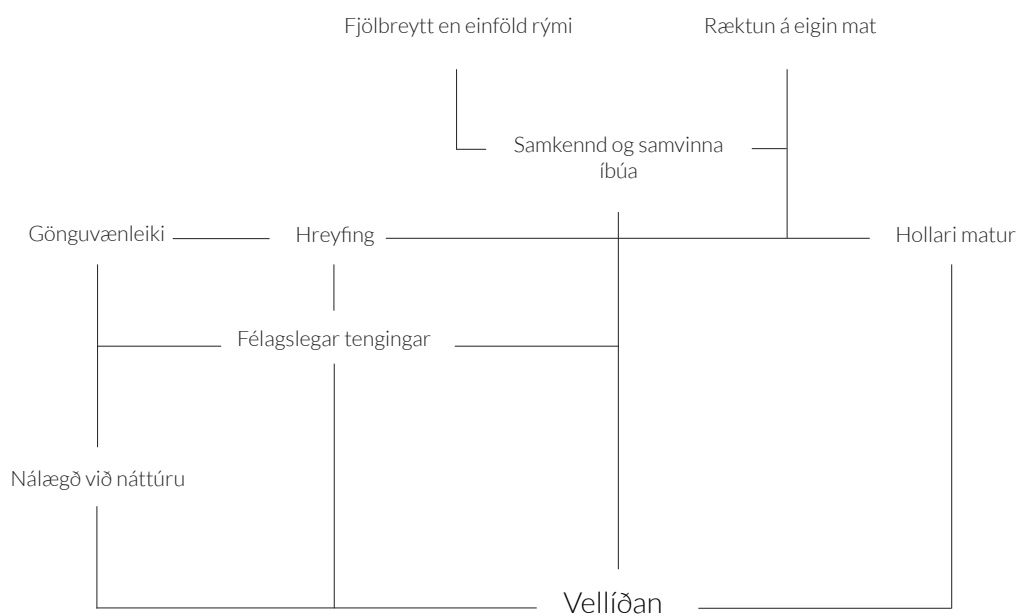 Fjölbreytt en einföld rými
Ræktun á eigin mat
Samkennd og samvinna
íbúa
Gönguvænleiki
Hreyfing
Hollari matur
Félagslegar tengingar
Nálægð við náttúru
Vellíðan